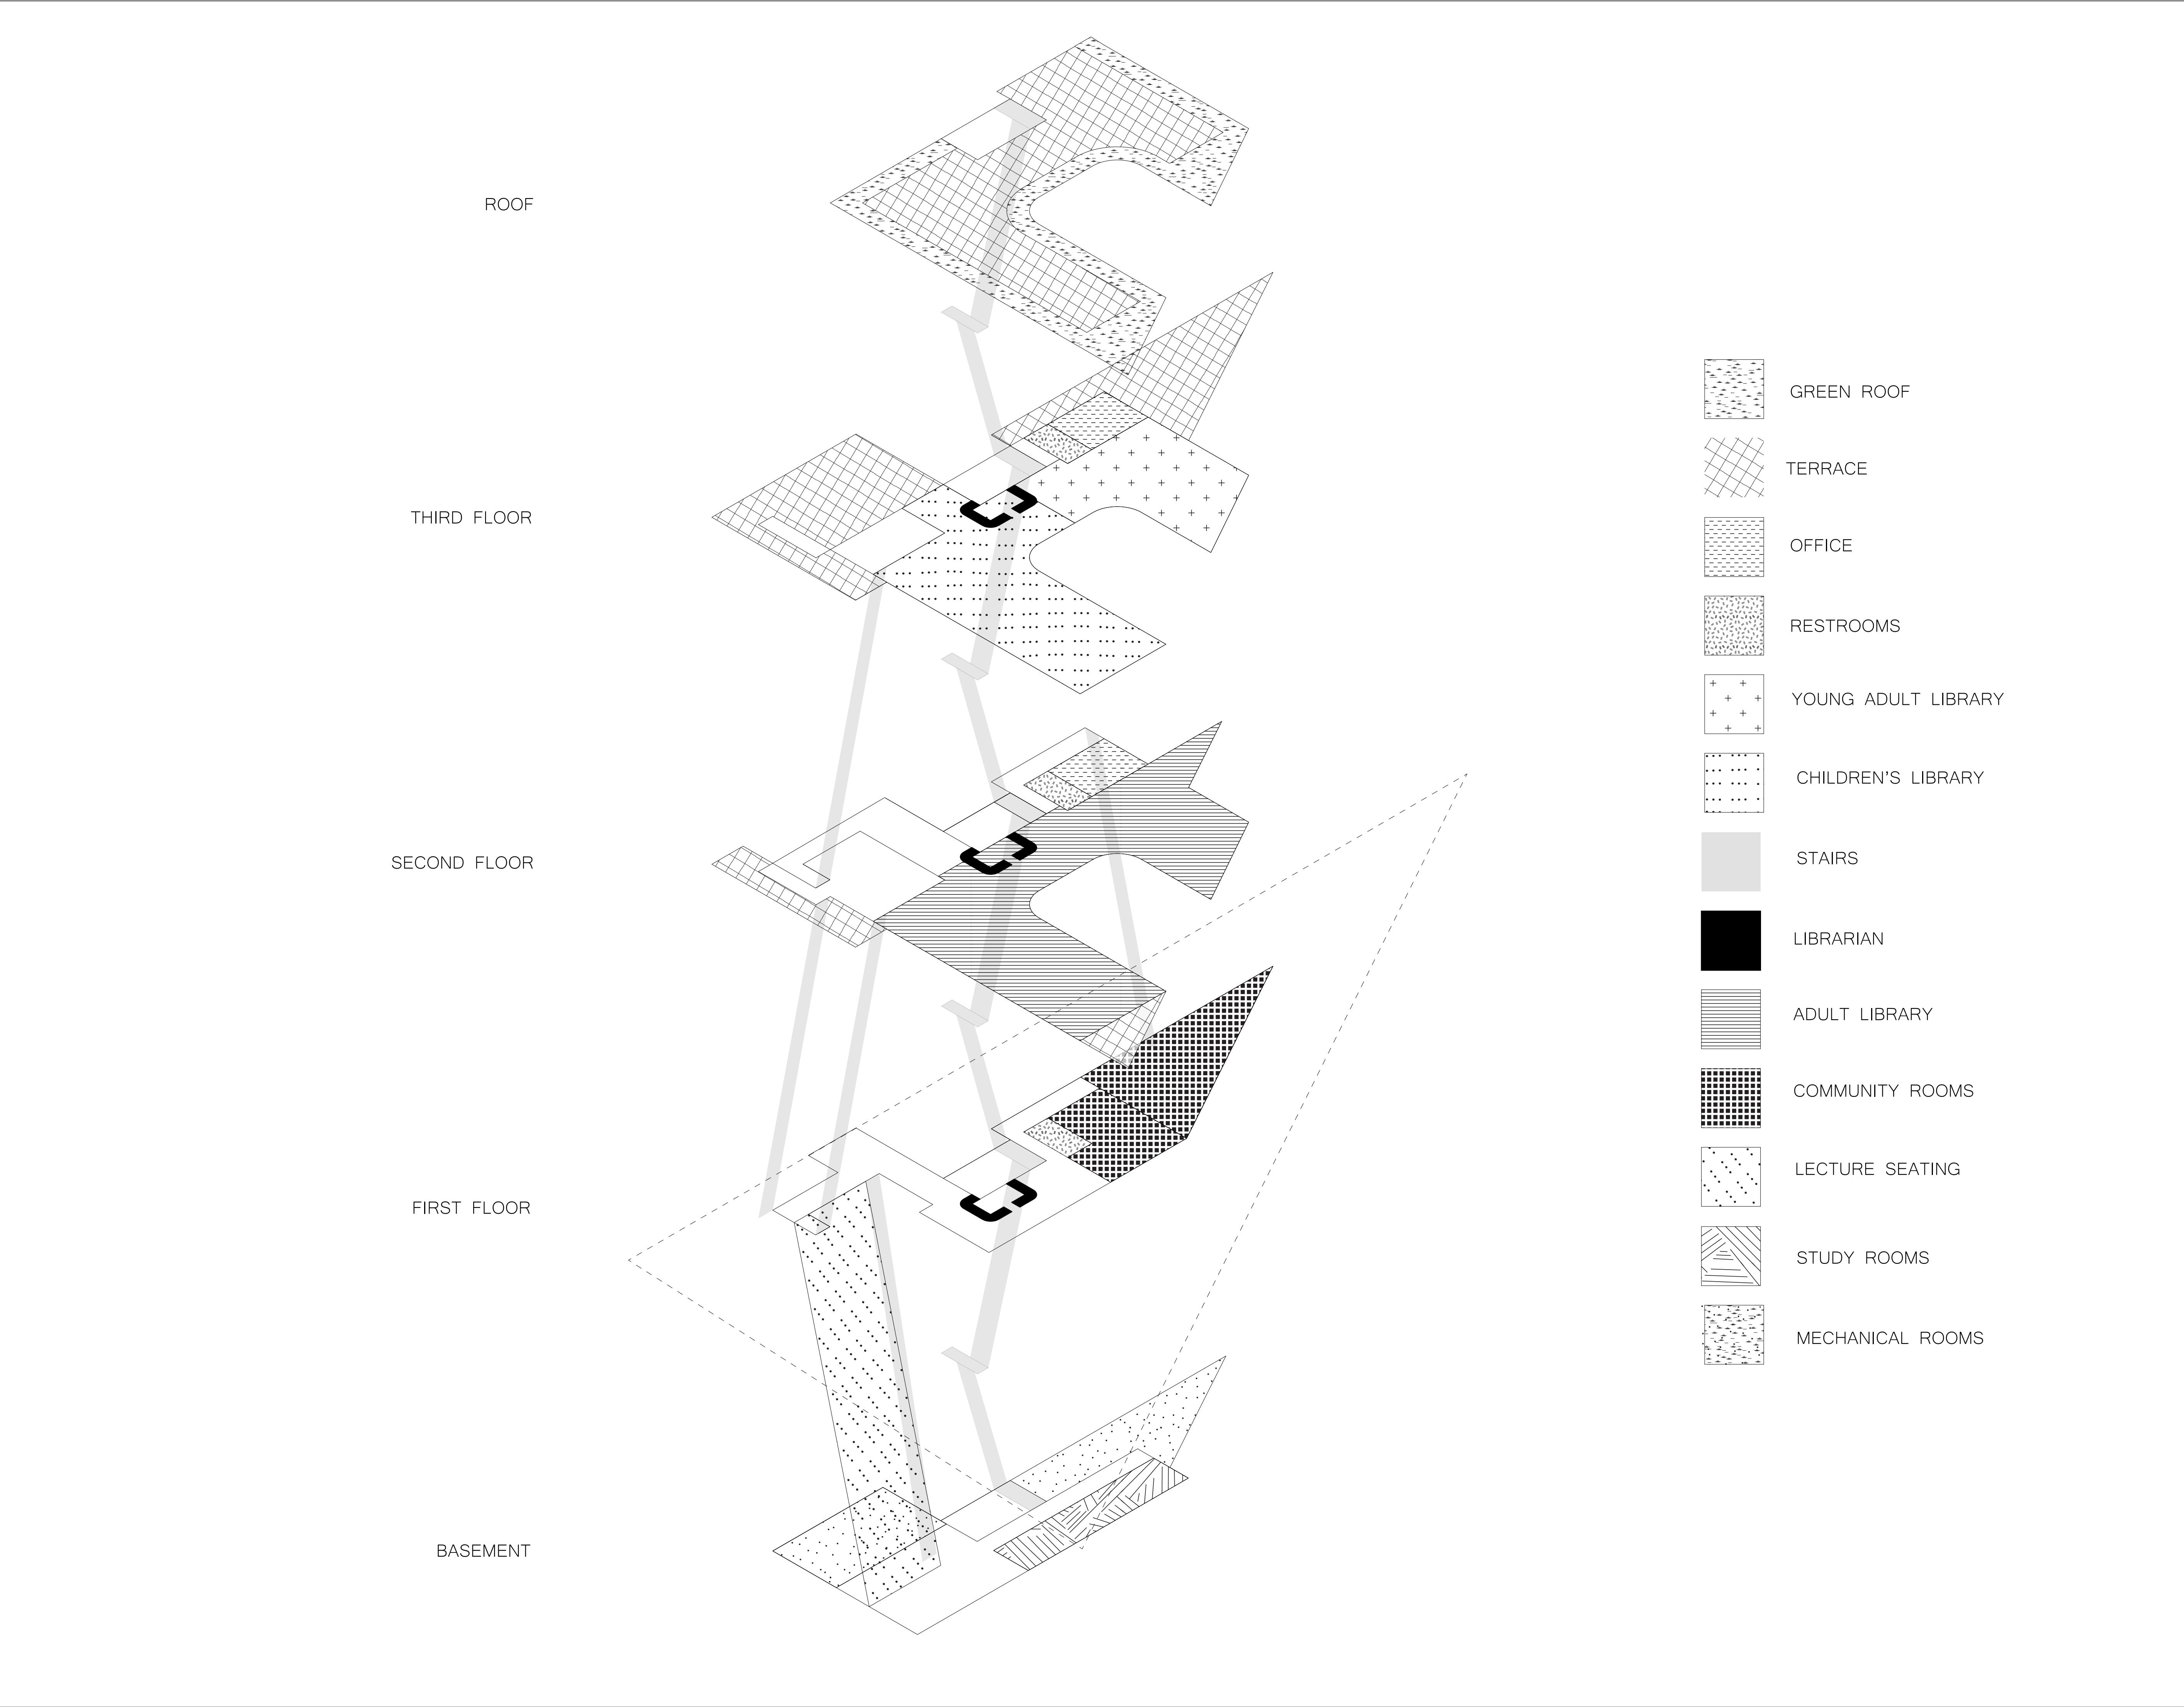 ROOF
THIRD FLOOR
SECOND FLOOR
FIRST FLOOR
BASEMENT
GREEN ROOF
TERRACE
OFFICE
RESTROOMS
YOUNG ADULT LIBRARY
CHILDREN'S LIBRARY
STAIRS
LIBRARIAN
ADULT LIBRARY
COMMUNITY ROOMS
LECTURE SEATING
STUDY ROOMS
MECHANICAL ROOMS